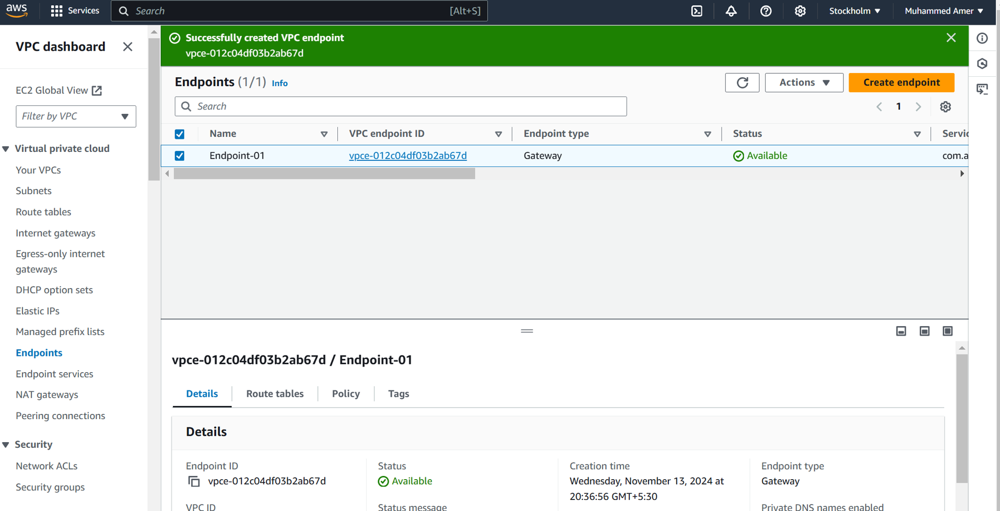 aws
Services
Search
[Alt+S]
Stockholm
Muhammed Amer
VPC dashboard
EC2 Global View
Filter by VPC
Virtual private cloud
Your VPCs
Subnets
Route tables
Internet gateways
Egress-only internet
gateways
DHCP option sets
Elastic IPs
Managed prefix lists
Endpoints
Endpoint services
NAT gateways
Peering connections
Security
Network ACLs
Security groups
Successfully created VPC endpoint
vpce-012c04df03b2ab67d
Endpoints (1/1) Info
Actions
Create endpoint
Search
1
Name
VPC endpoint ID
Endpoint type
Status
Servic
Endpoint-01
vpce-012c04df03b2ab67d
Gateway
Available
com.a
vpce-012c04df03b2ab67d / Endpoint-01
Details
Route tables
Policy
Tags
Details
Endpoint ID
vpce-012c04df03b2ab67d
Status
Available
Creation time
Wednesday, November 13, 2024 at
20:36:56 GMT+5:30
Endpoint type
Gateway
VPC ID
Status message
Private DNS names enabled